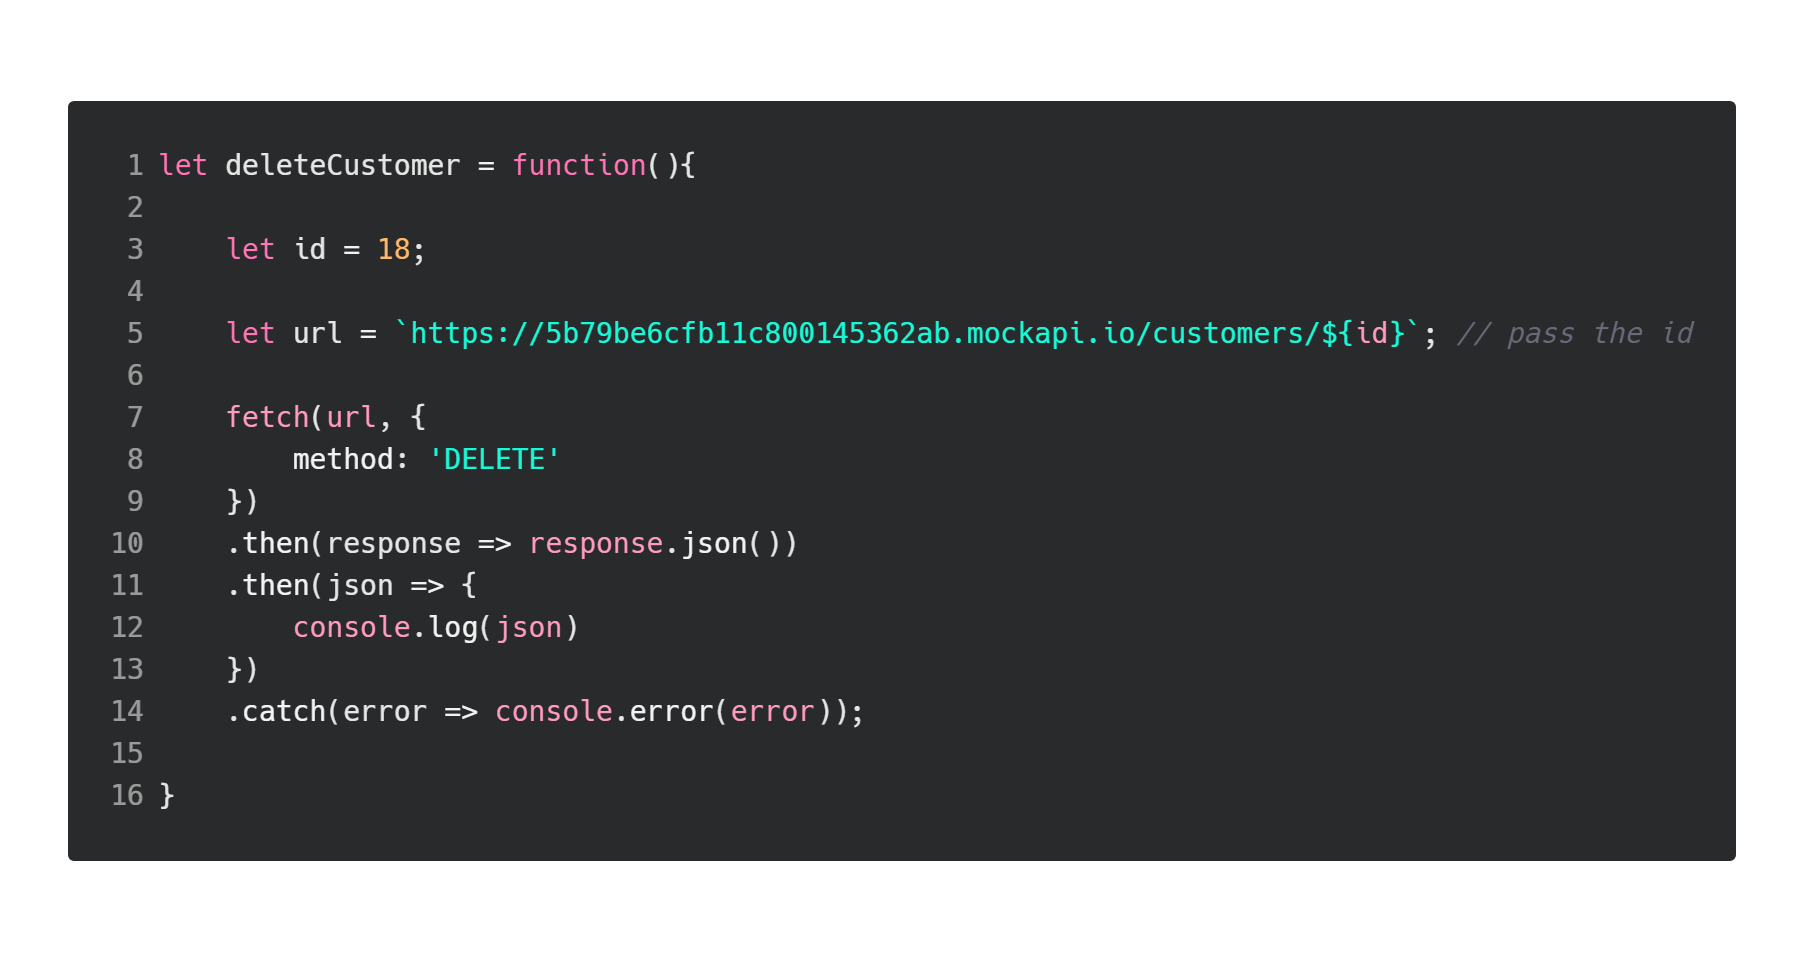 1 let deleteCustomer = function(){
2
3     let id = 18;
4
5     let url = `https://5b79be6cfb11c800145362ab.mockapi.io/customers/${id}`; // pass the id
6
7     fetch(url, {
8         method: 'DELETE'
9     })
10     .then(response => response.json())
11     .then(json => {
12         console.log(json)
13     })
14     .catch(error => console.error(error));
15
16 }